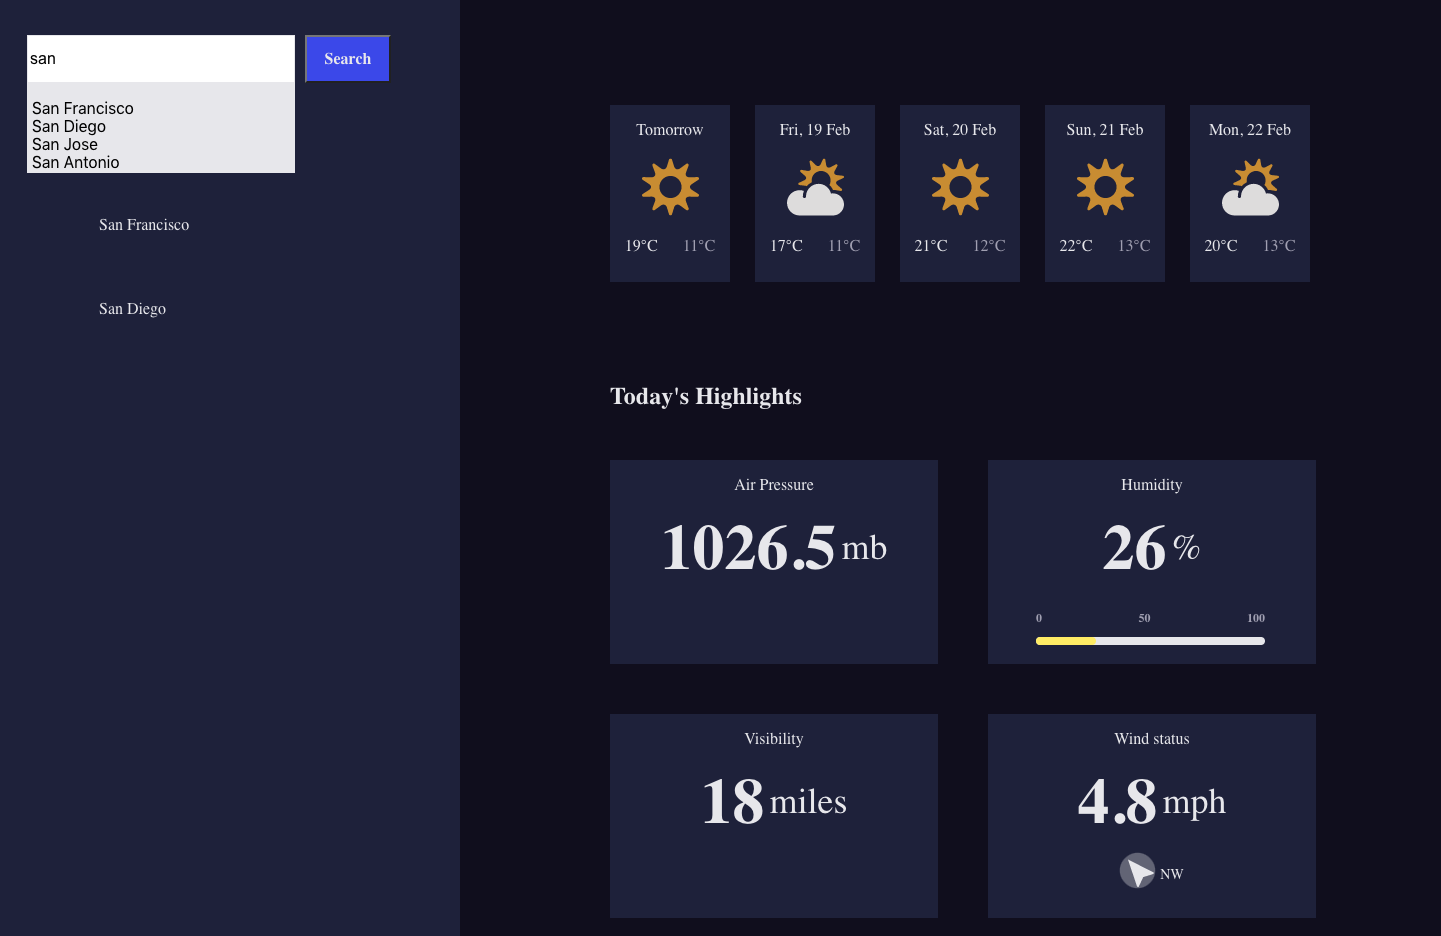 san
Search
San Francisco
San Diego
San Jose
San Antonio
San Francisco
San Diego
Tomorrow
19°C 11°C
Fri, 19 Feb
17°C 11°C
Sat, 20 Feb
21°C 12°C
Sun, 21 Feb
22°C 13°C
Mon, 22 Feb
20°C 13°C
Today's Highlights
Air Pressure
1026.5 mb
Humidity
26 %
0 50 100
Visibility
18 miles
Wind status
4.8 mph
NW